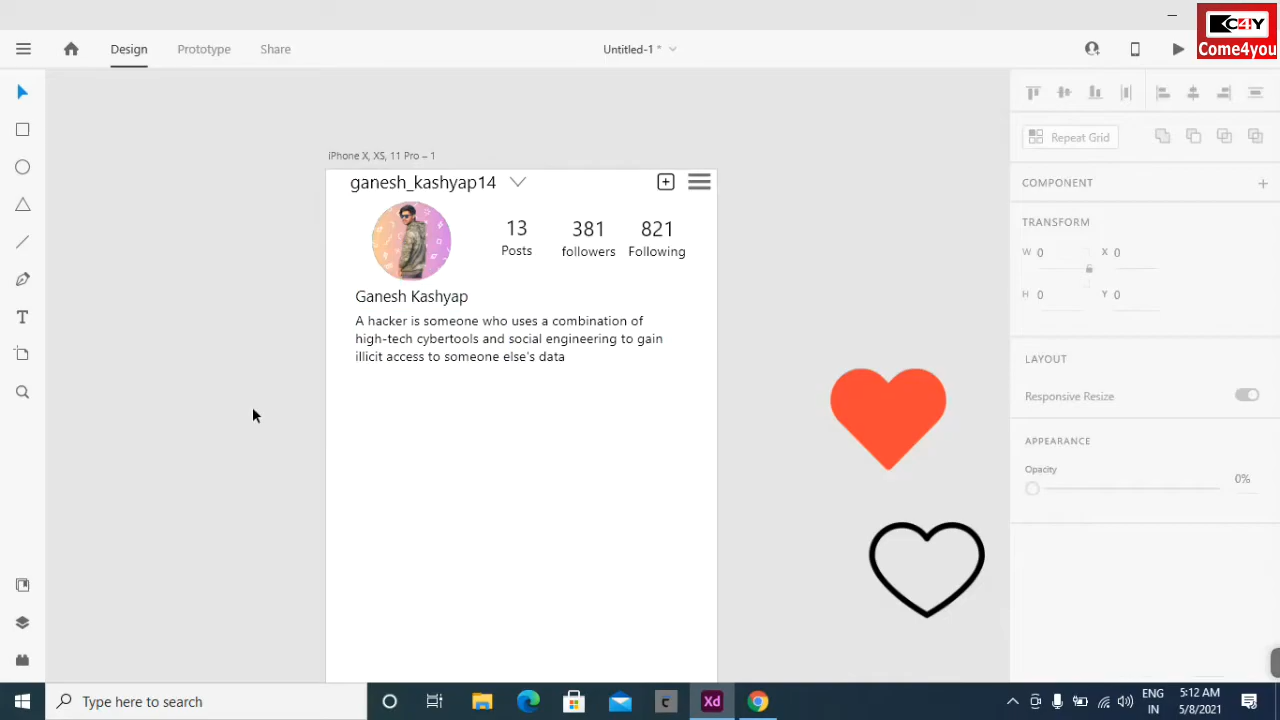 C4Y
Come4you
Design Prototype Share
Untitled-1 *
iPhone X, XS, 11 Pro – 1
ganesh_kashyap14
13 381 821
Posts followers Following
Ganesh Kashyap
A hacker is someone who uses a combination of
high-tech cybertools and social engineering to gain
illicit access to someone else's data
Repeat Grid
COMPONENT
TRANSFORM
W 0 X 0
H 0 Y 0
LAYOUT
Responsive Resize
APPEARANCE
Opacity
0%
T
Type here to search
C
Xd
ENG
IN
5:12 AM
5/8/2021